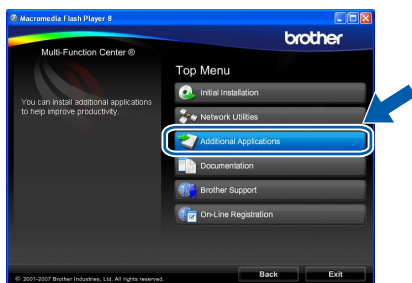 Macromedia Flash Player 8
brother
Multi-Function Center ®
Top Menu
You can install additional applications
to help improve productivity.
Initial Installation
Network Utilities
Additional Applications
Documentation
Brother Support
On-Line Registration
© 2001-2007 Brother Industries, Ltd. All rights reserved.
Back
Exit